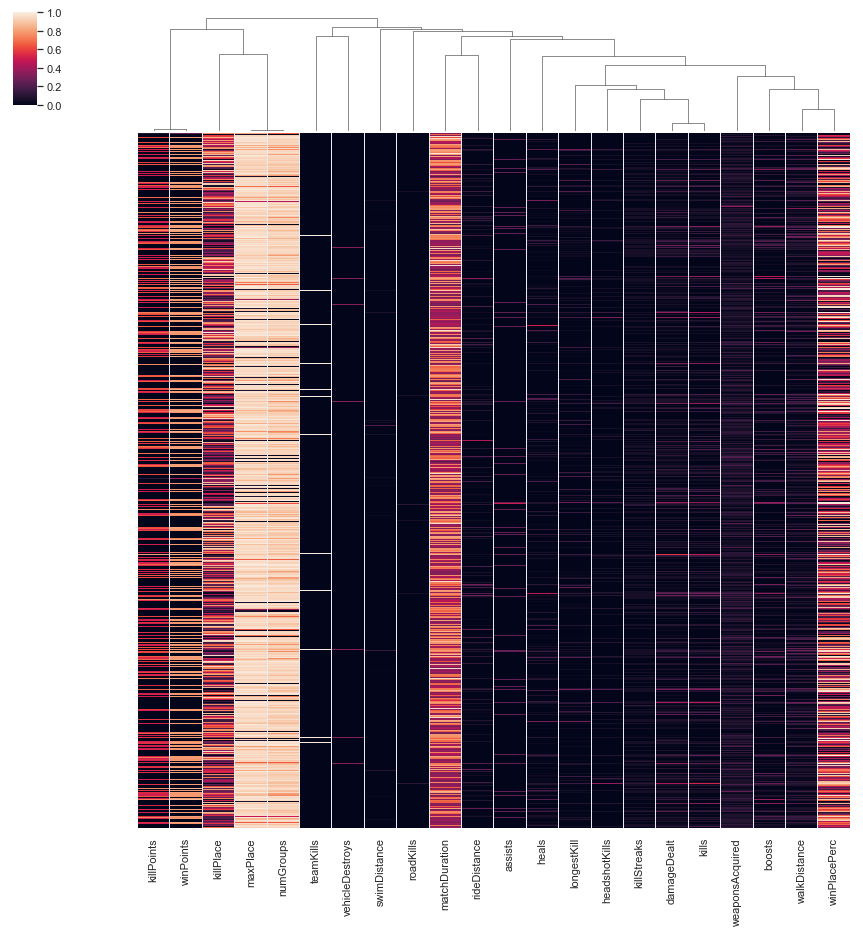 1.0
0.8
0.6
0.4
0.2
0.0
killPoints
winPoints
killPlace
maxPlace
numGroups
teamKills
vehicleDestroys
swimDistance
roadKills
matchDuration
rideDistance
assists
heals
longestKill
headshotKills
killStreaks
damageDealt
kills
weaponsAcquired
boosts
walkDistance
winPlacePerc